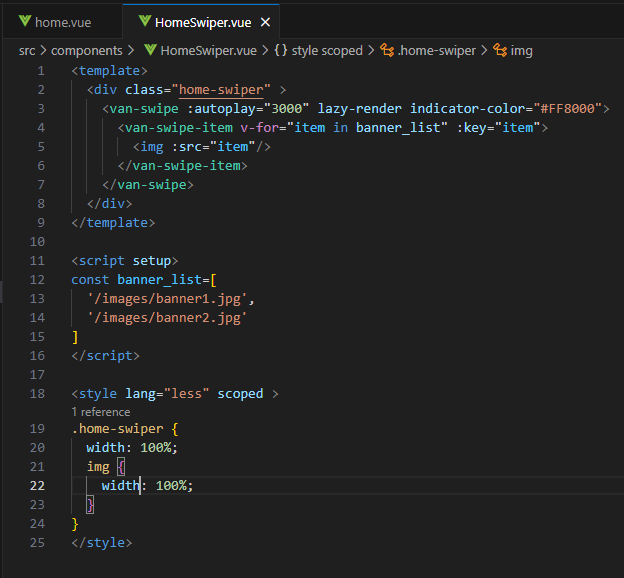 home.vue HomeSwiper.vue
src > components > HomeSwiper.vue > {} style scoped > .home-swiper > img
1 <template>
2   <div class="home-swiper" >
3     <van-swipe :autoplay="3000" lazy-render indicator-color="#FF8000">
4       <van-swipe-item v-for="item in banner_list" :key="item">
5         <img :src="item"/>
6       </van-swipe-item>
7     </van-swipe>
8   </div>
9 </template>
10
11 <script setup>
12 const banner_list=[
13   '/images/banner1.jpg',
14   '/images/banner2.jpg'
15 ]
16 </script>
17
18 <style lang="less" scoped >
1 reference
19 .home-swiper {
20   width: 100%;
21   img {
22     width: 100%;
23   }
24 }
25 </style>